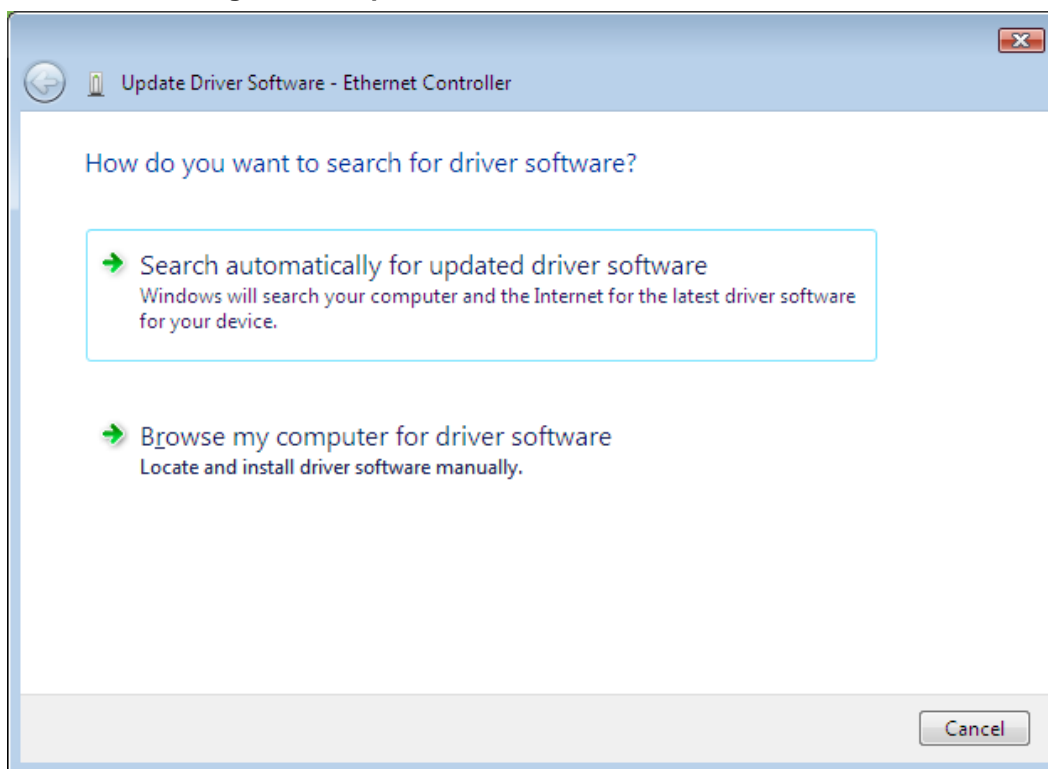 Update Driver Software - Ethernet Controller
How do you want to search for driver software?
Search automatically for updated driver software
Windows will search your computer and the Internet for the latest driver software
for your device.
Browse my computer for driver software
Locate and install driver software manually.
Cancel